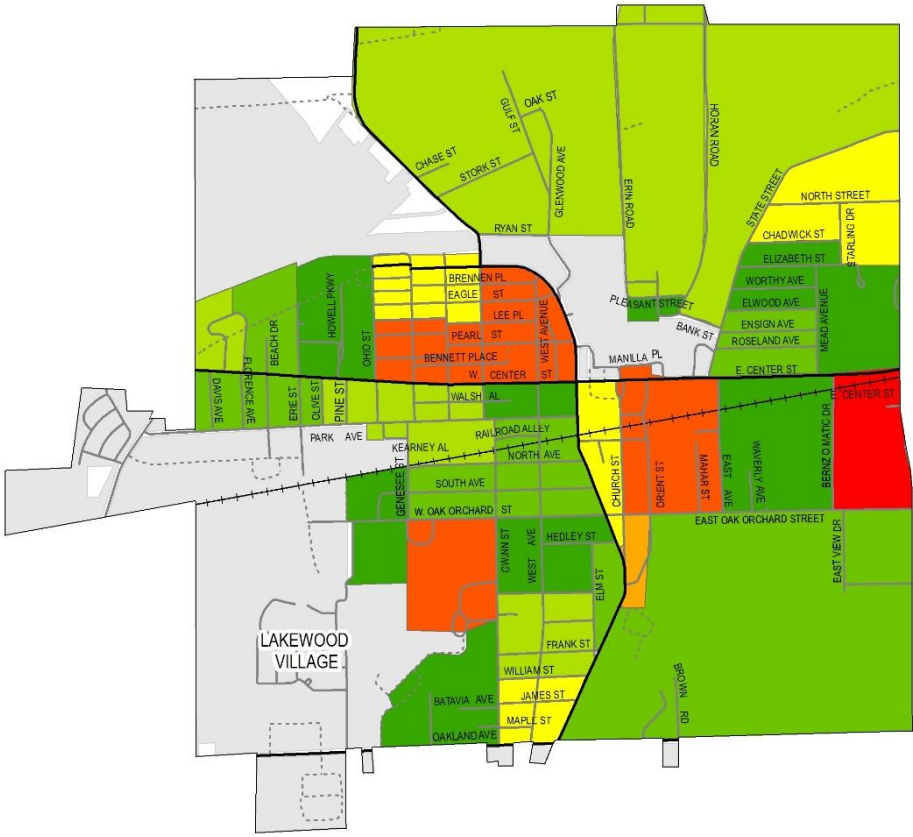 OAK ST
GULF ST
HORAN ROAD
CHASE ST
STORK ST
GLENWOOD AVE
ERIN ROAD
STATE STREET
NORTH STREET
RYAN ST
CHADWICK ST
STARLING DR
ELIZABETH ST
BRENNEN PL
WORTHY AVE
HOWELL PKWY
EAGLE ST
PLEASANT STREET
ELWOOD AVE
MEAD AVENUE
LEE PL
WEST AVENUE
BANK ST
ENSIGN AVE
BEACH DR
OHIO ST
PEARL ST
ROSELAND AVE
BENNETT PLACE
MANILLA PL
W. CENTER ST
E. CENTER ST
DAVIS AVE
FLORENCE AVE
ERIE ST
OLIVE ST
PINE ST
WALSH AL
E. CENTER ST
PARK AVE
RAILROAD ALLEY
KEARNEY AL
NORTH AVE
CHURCH ST
ORIENT ST
MAHAR ST
EAST AVE
WAVERLY AVE
BERNZ O MATIC DR
GENESEE ST
SOUTH AVE
W. OAK ORCHARD ST
EAST OAK ORCHARD STREET
GWINN ST
WEST AVE
HEDLEY ST
EAST VIEW DR
ELM ST
LAKEWOOD
VILLAGE
FRANK ST
WILLIAM ST
BROWN RD
BATAVIA AVE
JAMES ST
MAPLE ST
OAKLAND AVE